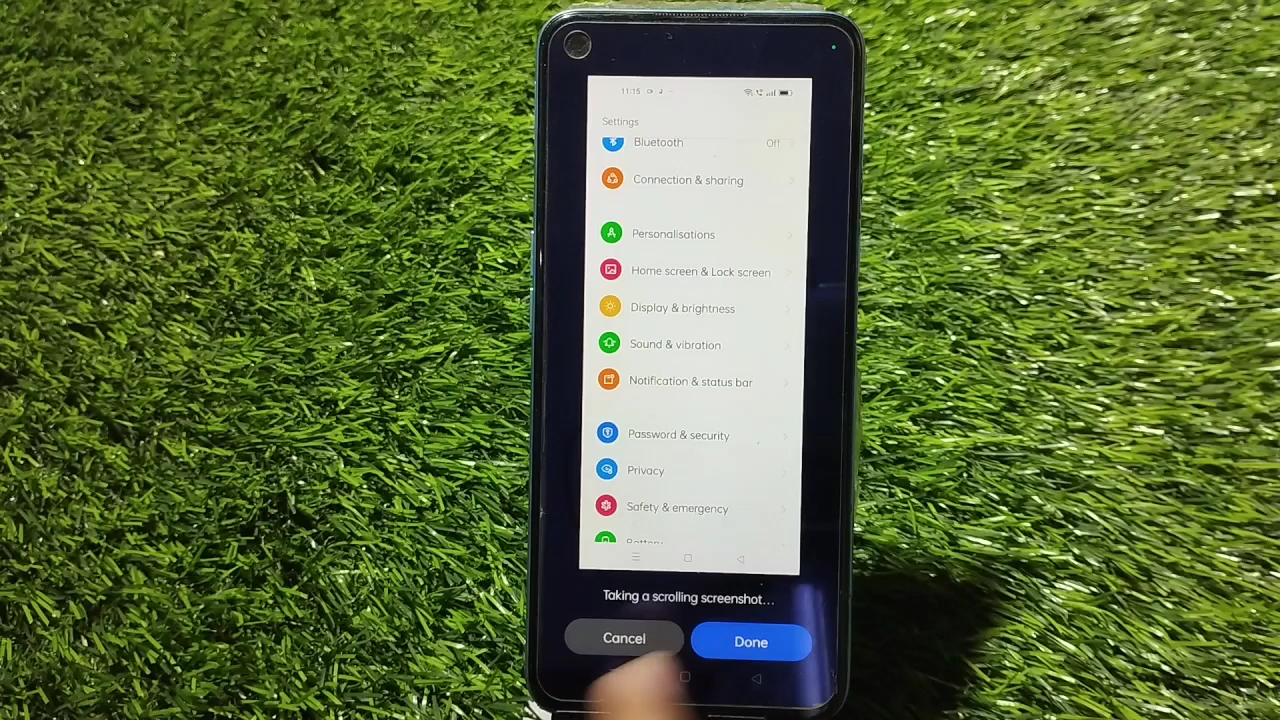 11:15
Settings
Bluetooth Off
Connection & sharing
Personalisations
Home screen & Lock screen
Display & brightness
Sound & vibration
Notification & status bar
Password & security
Privacy
Safety & emergency
Battery
Taking a scrolling screenshot...
Cancel Done